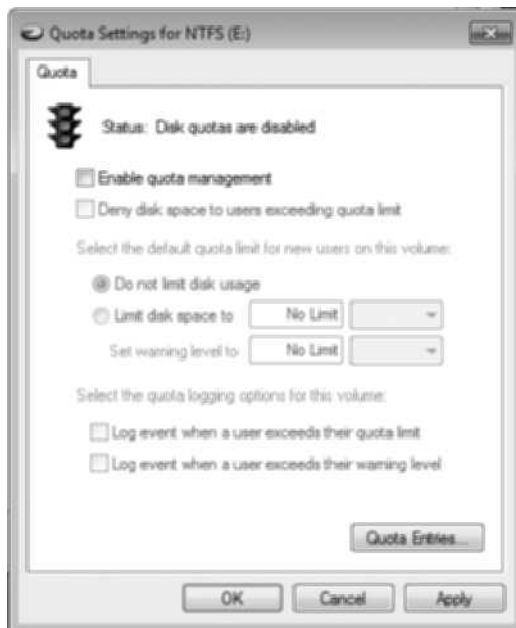 Quota Settings for NTFS (E:)
Quota
Status: Disk quotas are disabled
Enable quota management
Deny disk space to users exceeding quota limit
Select the default quota limit for new users on this volume:
Do not limit disk usage
Limit disk space to No Limit
Set warning level to No Limit
Select the quota logging options for this volume:
Log event when a user exceeds their quota limit
Log event when a user exceeds their warning level
Quota Entries...
OK Cancel Apply